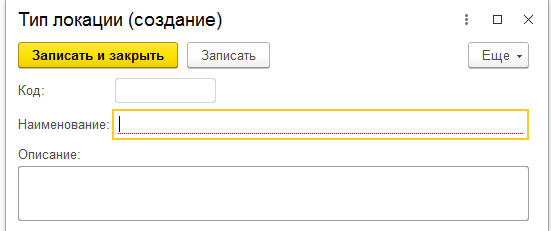 Тип локации (создание)
Записать и закрыть
Записать
Еще
Код:
Наименование:
Описание: